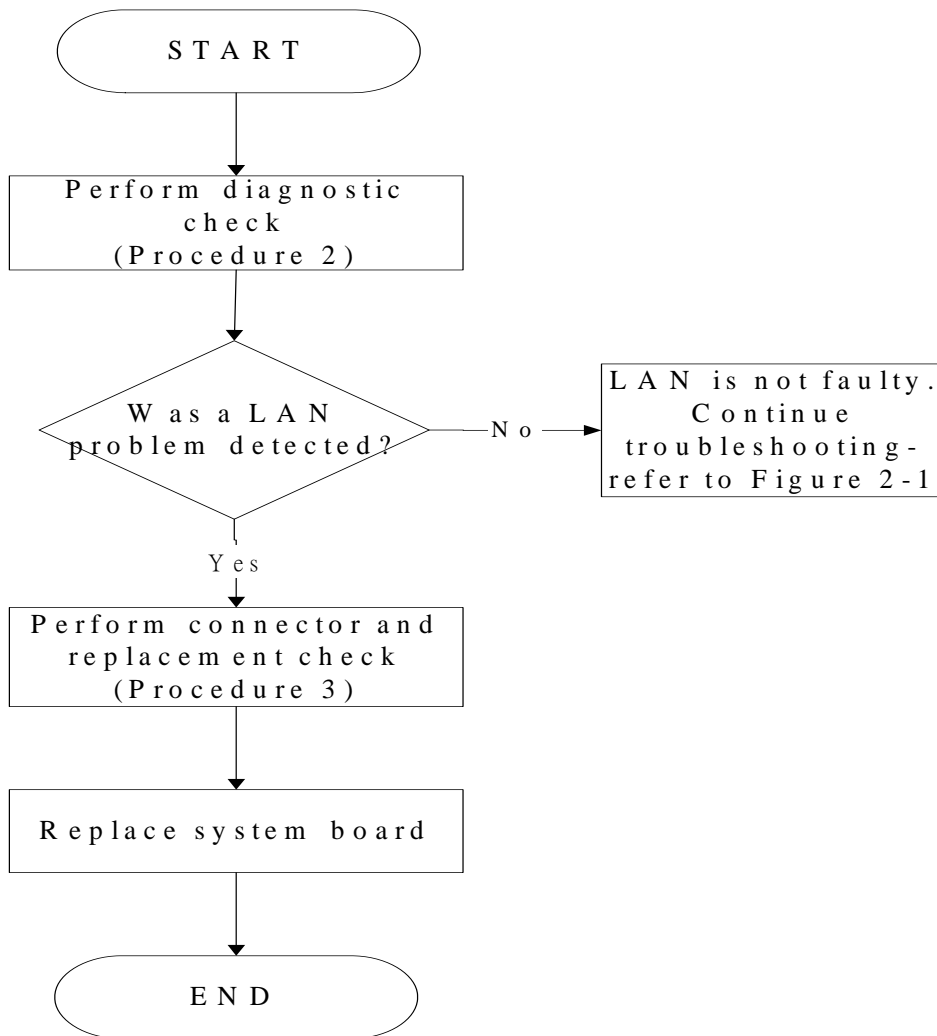 START
Perform diagnostic
check
(Procedure 2)
Was a LAN
problem detected?
No
LAN is not faulty.
Continue
troubleshooting-
refer to Figure 2-1
Yes
Perform connector and
replacement check
(Procedure 3)
Replace system board
END